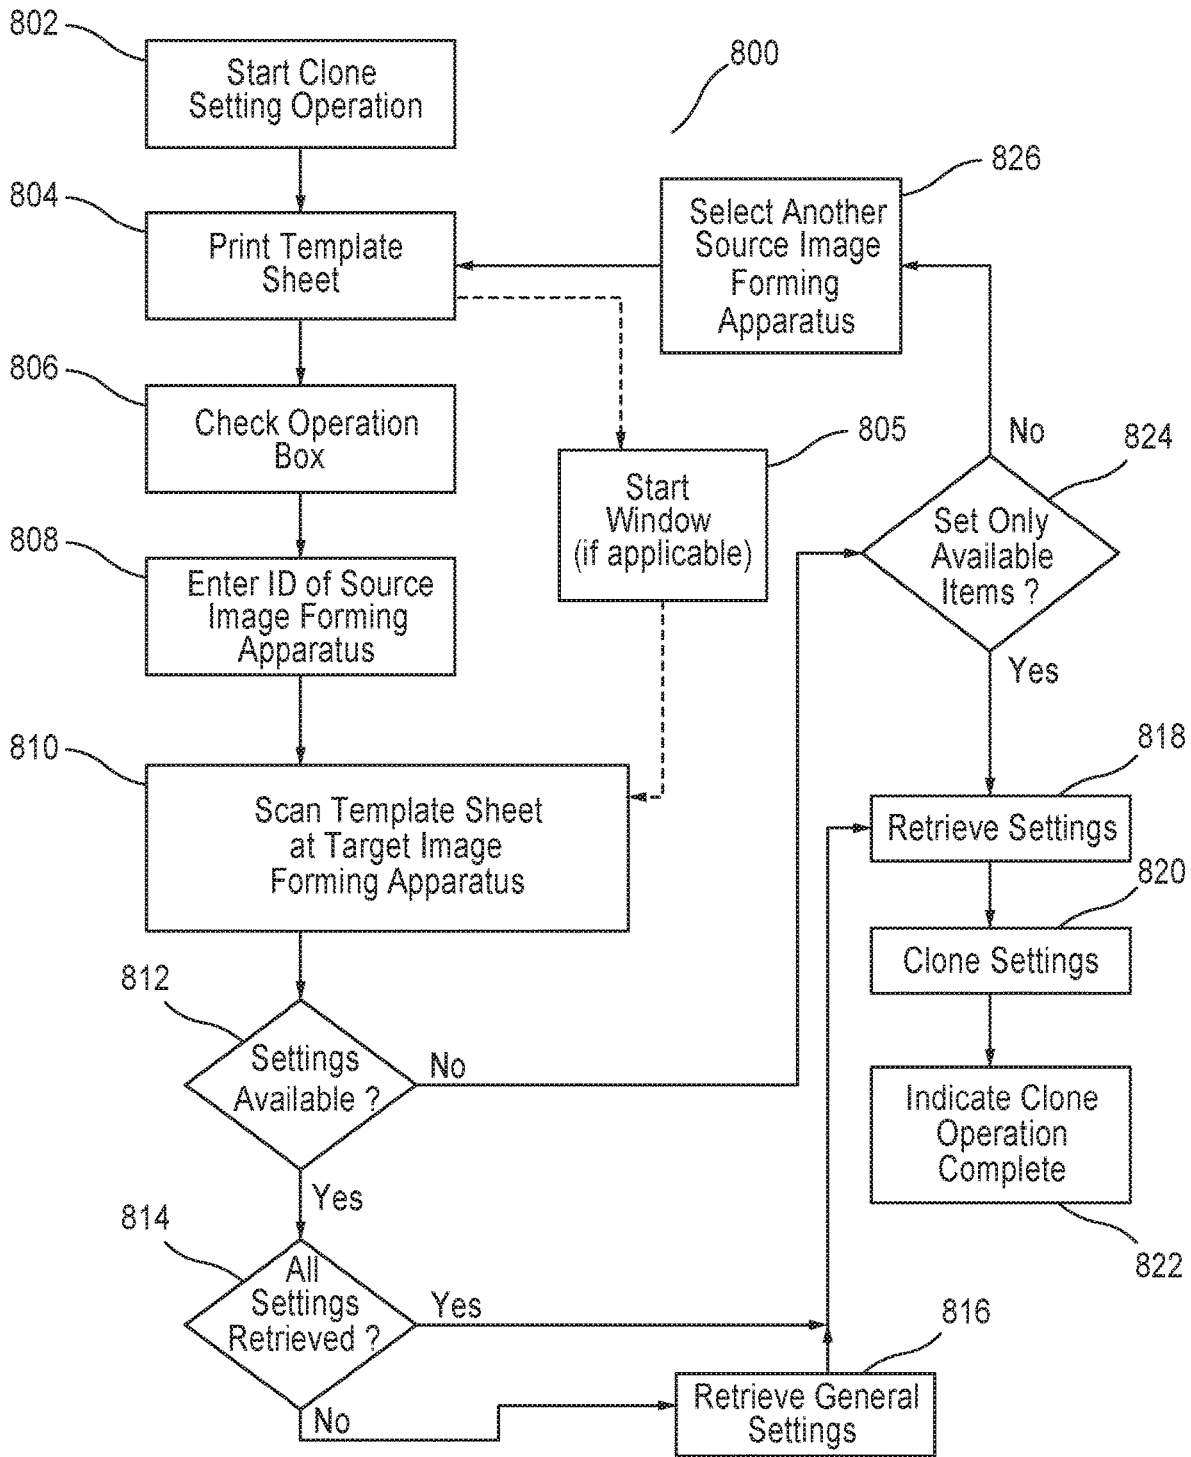 802
Start Clone
Setting Operation
800
804
Print Template
Sheet
826
Select Another
Source Image
Forming
Apparatus
806
Check Operation
Box
805
Start
Window
(if applicable)
No
824
Set Only
Available
Items ?
Yes
808
Enter ID of Source
Image Forming
Apparatus
810
Scan Template Sheet
at Target Image
Forming Apparatus
818
Retrieve Settings
820
Clone Settings
812
Settings
Available ?
No
Yes
Indicate Clone
Operation
Complete
822
814
All
Settings
Retrieved ?
Yes
No
816
Retrieve General
Settings